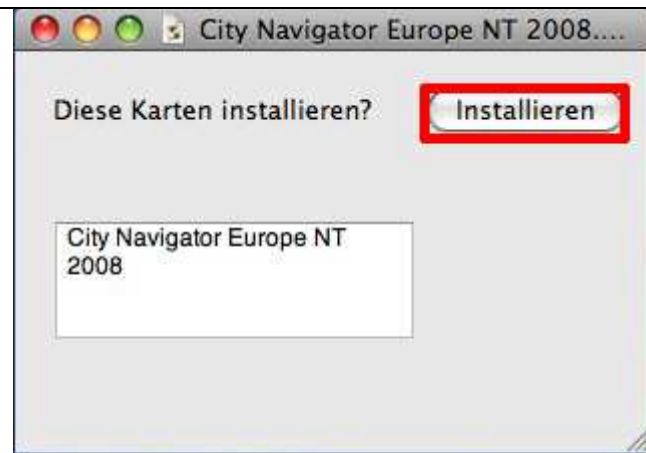 City Navigator Europe NT 2008....
Diese Karten installieren?
Installieren
City Navigator Europe NT
2008